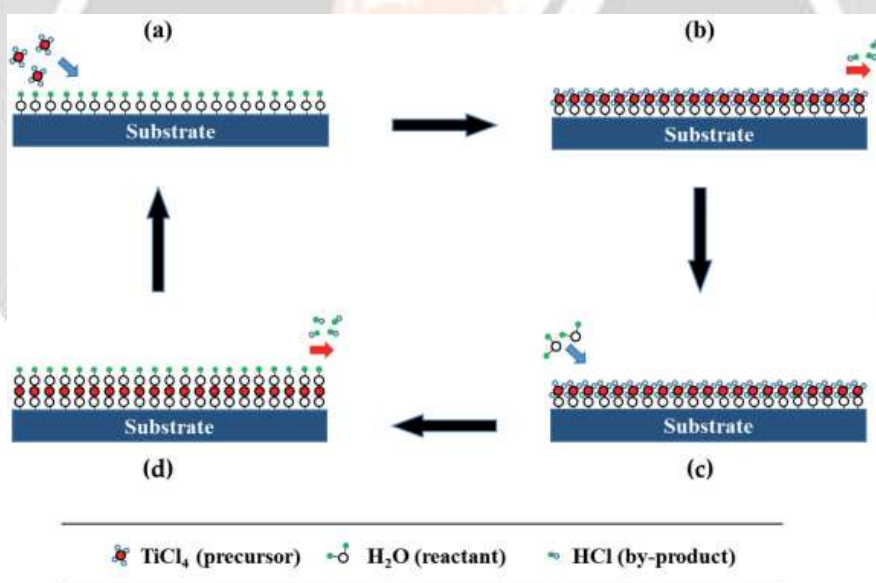 (a)
(b)
Substrate
Substrate
Substrate
Substrate
(d)
(c)
TiCl₄ (precursor) H₂O (reactant) HCl (by-product)